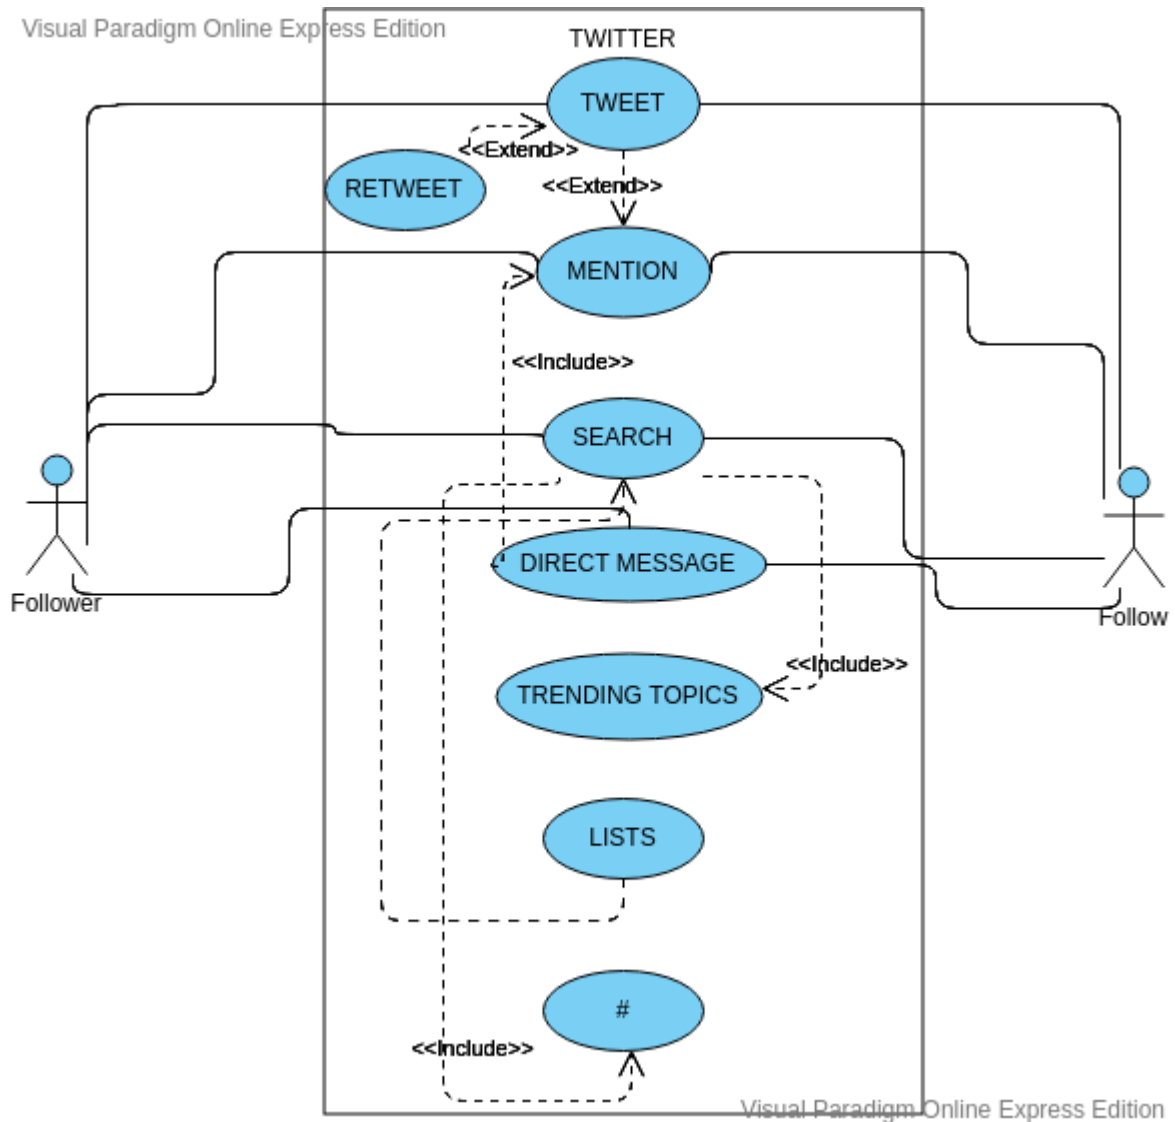 Visual Paradigm Online Express Edition
TWITTER
TWEET
<<Extend>>
RETWEET
<<Extend>>
MENTION
<<Include>>
SEARCH
DIRECT MESSAGE
Follower
Follow
<<Include>>
TRENDING TOPICS
LISTS
#
<<Include>>
Visual Paradigm Online Express Edition